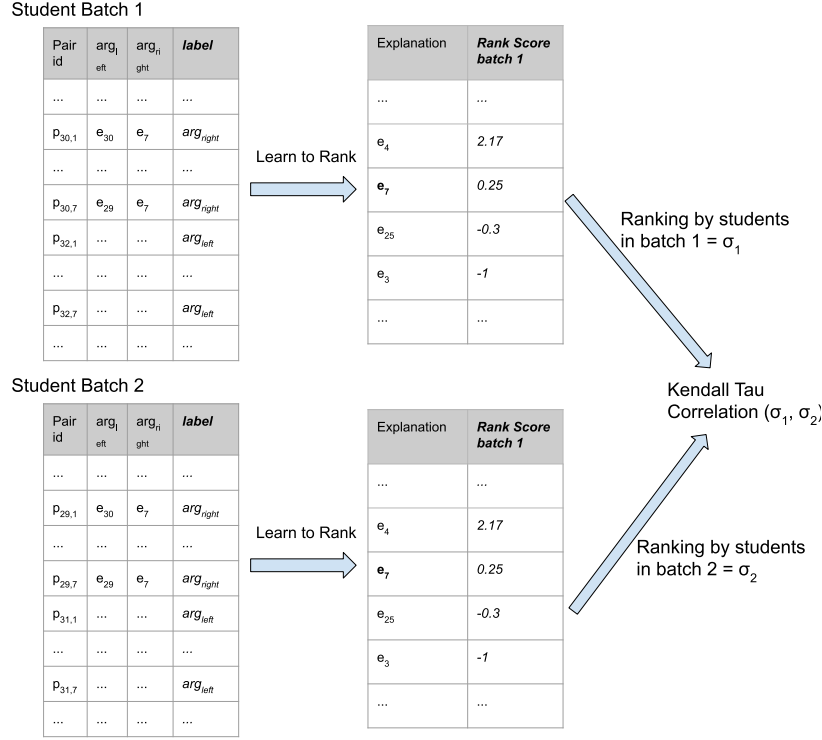 Student Batch 1
Pair id | arg_left | arg_right | label
... | ... | ... | ...
p_30,1 | e_30 | e_7 | arg_right
... | ... | ... | ...
p_30,7 | e_29 | e_7 | arg_right
p_32,1 | ... | ... | arg_left
... | ... | ... | ...
p_32,7 | ... | ... | arg_left
... | ... | ... | ...
Learn to Rank
Explanation | Rank Score batch 1
... | ...
e_4 | 2.17
e_7 | 0.25
e_25 | -0.3
e_3 | -1
... | ...
Ranking by students
in batch 1 = σ_1
Kendall Tau
Correlation (σ_1, σ_2)
Student Batch 2
Pair id | arg_left | arg_right | label
... | ... | ... | ...
p_29,1 | e_30 | e_7 | arg_right
... | ... | ... | ...
p_29,7 | e_29 | e_7 | arg_right
p_31,1 | ... | ... | arg_left
... | ... | ... | ...
p_31,7 | ... | ... | arg_left
... | ... | ... | ...
Learn to Rank
Explanation | Rank Score batch 1
... | ...
e_4 | 2.17
e_7 | 0.25
e_25 | -0.3
e_3 | -1
... | ...
Ranking by students
in batch 2 = σ_2